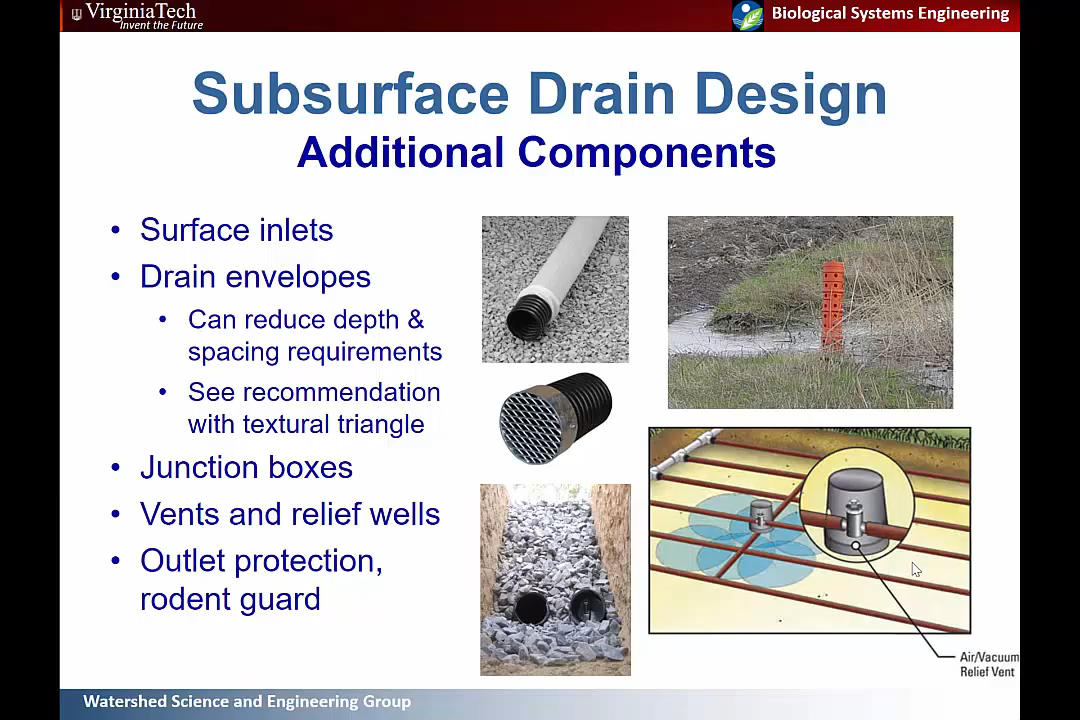 VirginiaTech
Invent the Future
Biological Systems Engineering
Subsurface Drain Design
Additional Components
• Surface inlets
• Drain envelopes
• Can reduce depth &
spacing requirements
• See recommendation
with textural triangle
• Junction boxes
• Vents and relief wells
• Outlet protection,
rodent guard
Air/Vacuum
Relief Vent
Watershed Science and Engineering Group